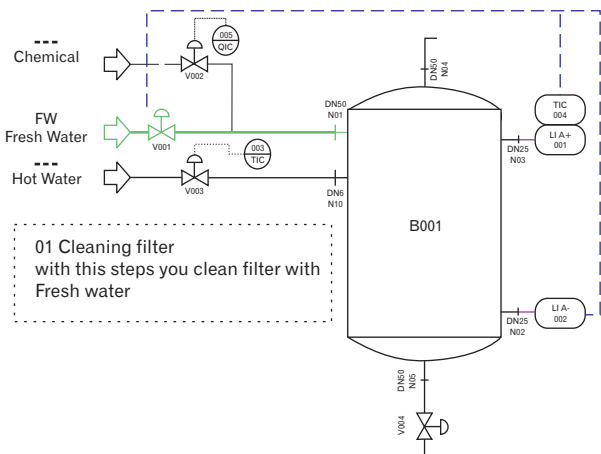 ---
Chemical
005
QIC
V002
FW
Fresh Water
V001
DN50
N01
---
Hot Water
003
TIC
V003
DN6
N10
DN50
N04
TIC
004
LI A+
001
DN25
N03
B001
01 Cleaning filter
with this steps you clean filter with
Fresh water
LI A-
002
DN25
N02
DN50
N05
V004